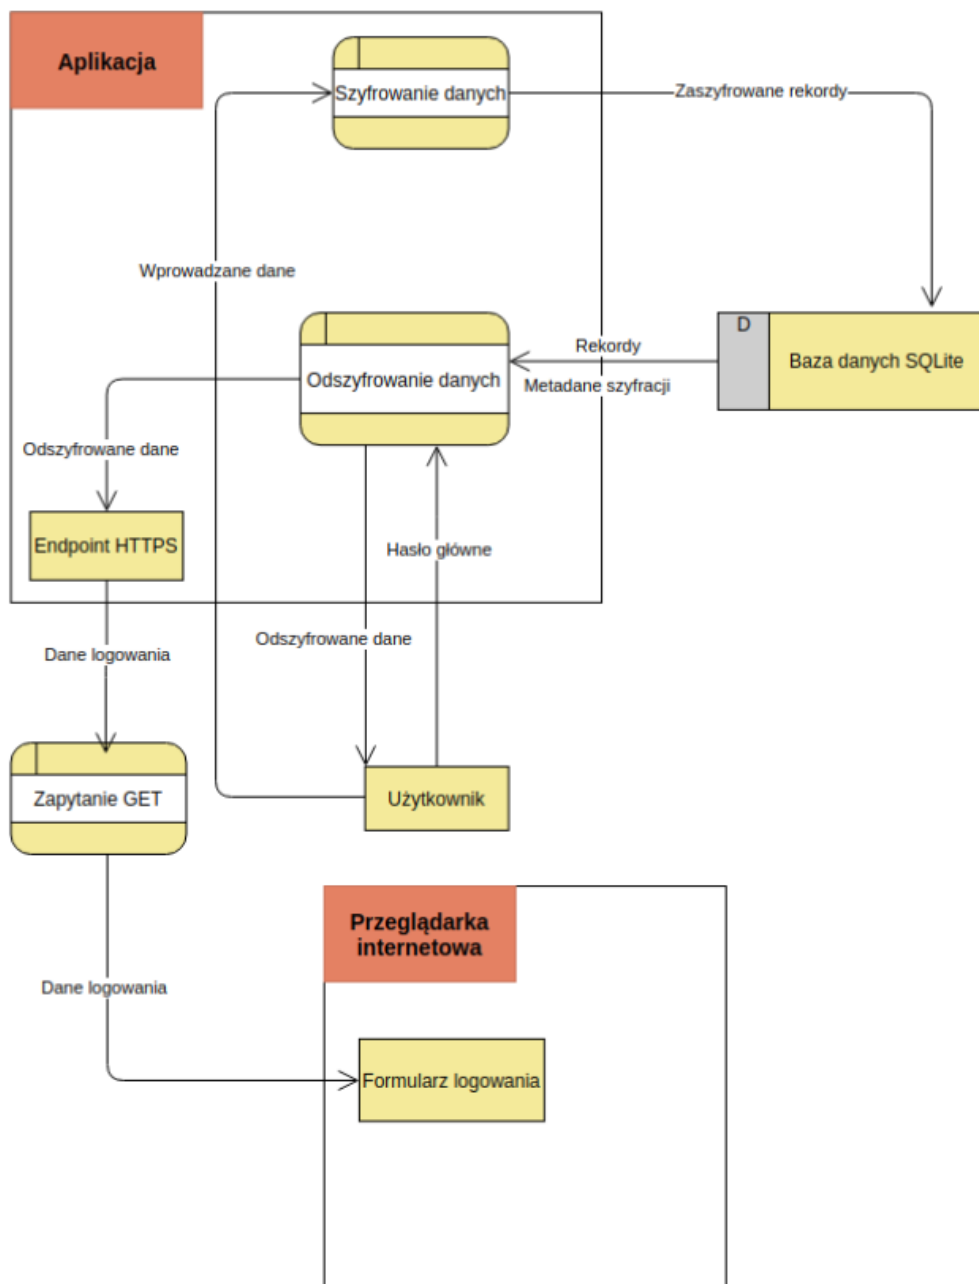 Aplikacja
Szyfrowanie danych
Zaszyfrowane rekordy
Wprowadzane dane
D
Baza danych SQLite
Rekordy
Metadane szyfracji
Odszyfrowanie danych
Odszyfrowane dane
Endpoint HTTPS
Hasło główne
Odszyfrowane dane
Dane logowania
Zapytanie GET
Użytkownik
Przeglądarka
internetowa
Dane logowania
Formularz logowania